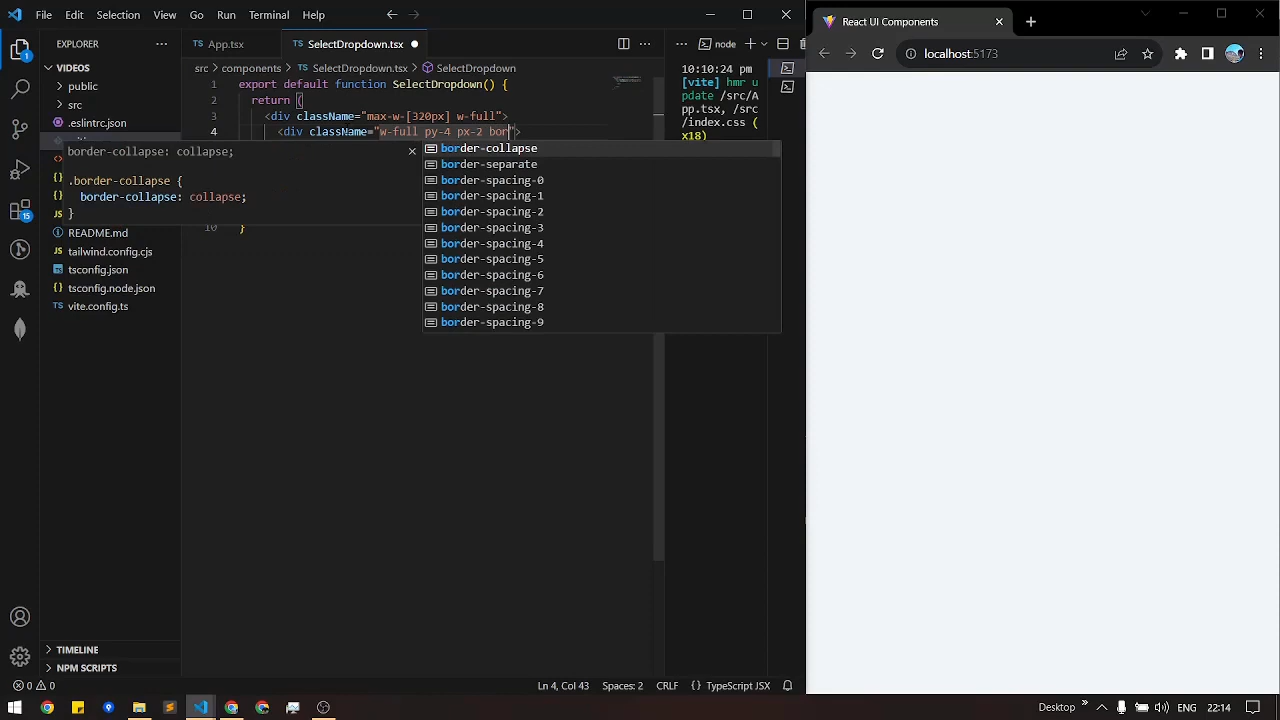 File Edit Selection View Go Run Terminal Help
EXPLORER
VIDEOS
public
src
.eslintrc.json
README.md
tailwind.config.cjs
tsconfig.json
tsconfig.node.json
vite.config.ts
TIMELINE
NPM SCRIPTS
App.tsx
SelectDropdown.tsx
src > components > SelectDropdown.tsx > SelectDropdown
1 export default function SelectDropdown() {
2 return (
3 <div className="max-w-[320px] w-full">
4 <div className="w-full py-4 px-2 bor">
10 }
border-collapse: collapse;
.border-collapse {
border-collapse: collapse;
}
border-collapse
border-separate
border-spacing-0
border-spacing-1
border-spacing-2
border-spacing-3
border-spacing-4
border-spacing-5
border-spacing-6
border-spacing-7
border-spacing-8
border-spacing-9
node
10:10:24 pm
[vite] hmr u
pdate /src/A
pp.tsx, /src
/index.css (
x18)
React UI Components
localhost:5173
1
15
0 0
Ln 4, Col 43
Spaces: 2
CRLF
{ } TypeScript JSX
Desktop
ENG
22:14